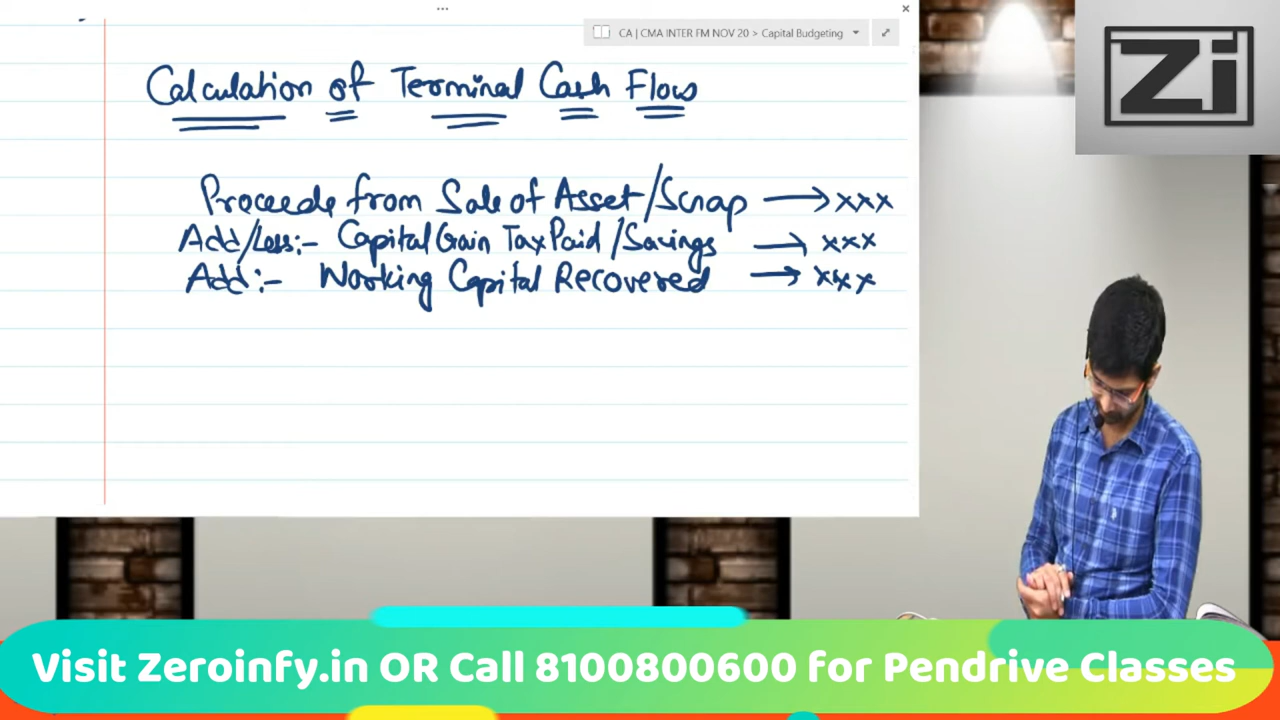 ...
CA | CMA INTER FM NOV 20 > Capital Budgeting
Zi
Calculation of Terminal Cash Flow
Proceeds from Sale of Asset/Scrap → xxx
Add/Less:- Capital Gain Tax Paid/Savings → xxx
Add:- Working Capital Recovered → xxx
Visit Zeroinfy.in OR Call 8100800600 for Pendrive Classes